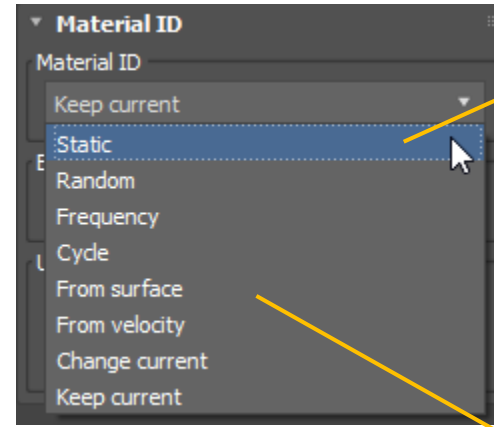 Material ID
Material ID
Keep current
Static
Random
Frequency
Cycle
From surface
From velocity
Change current
Keep current